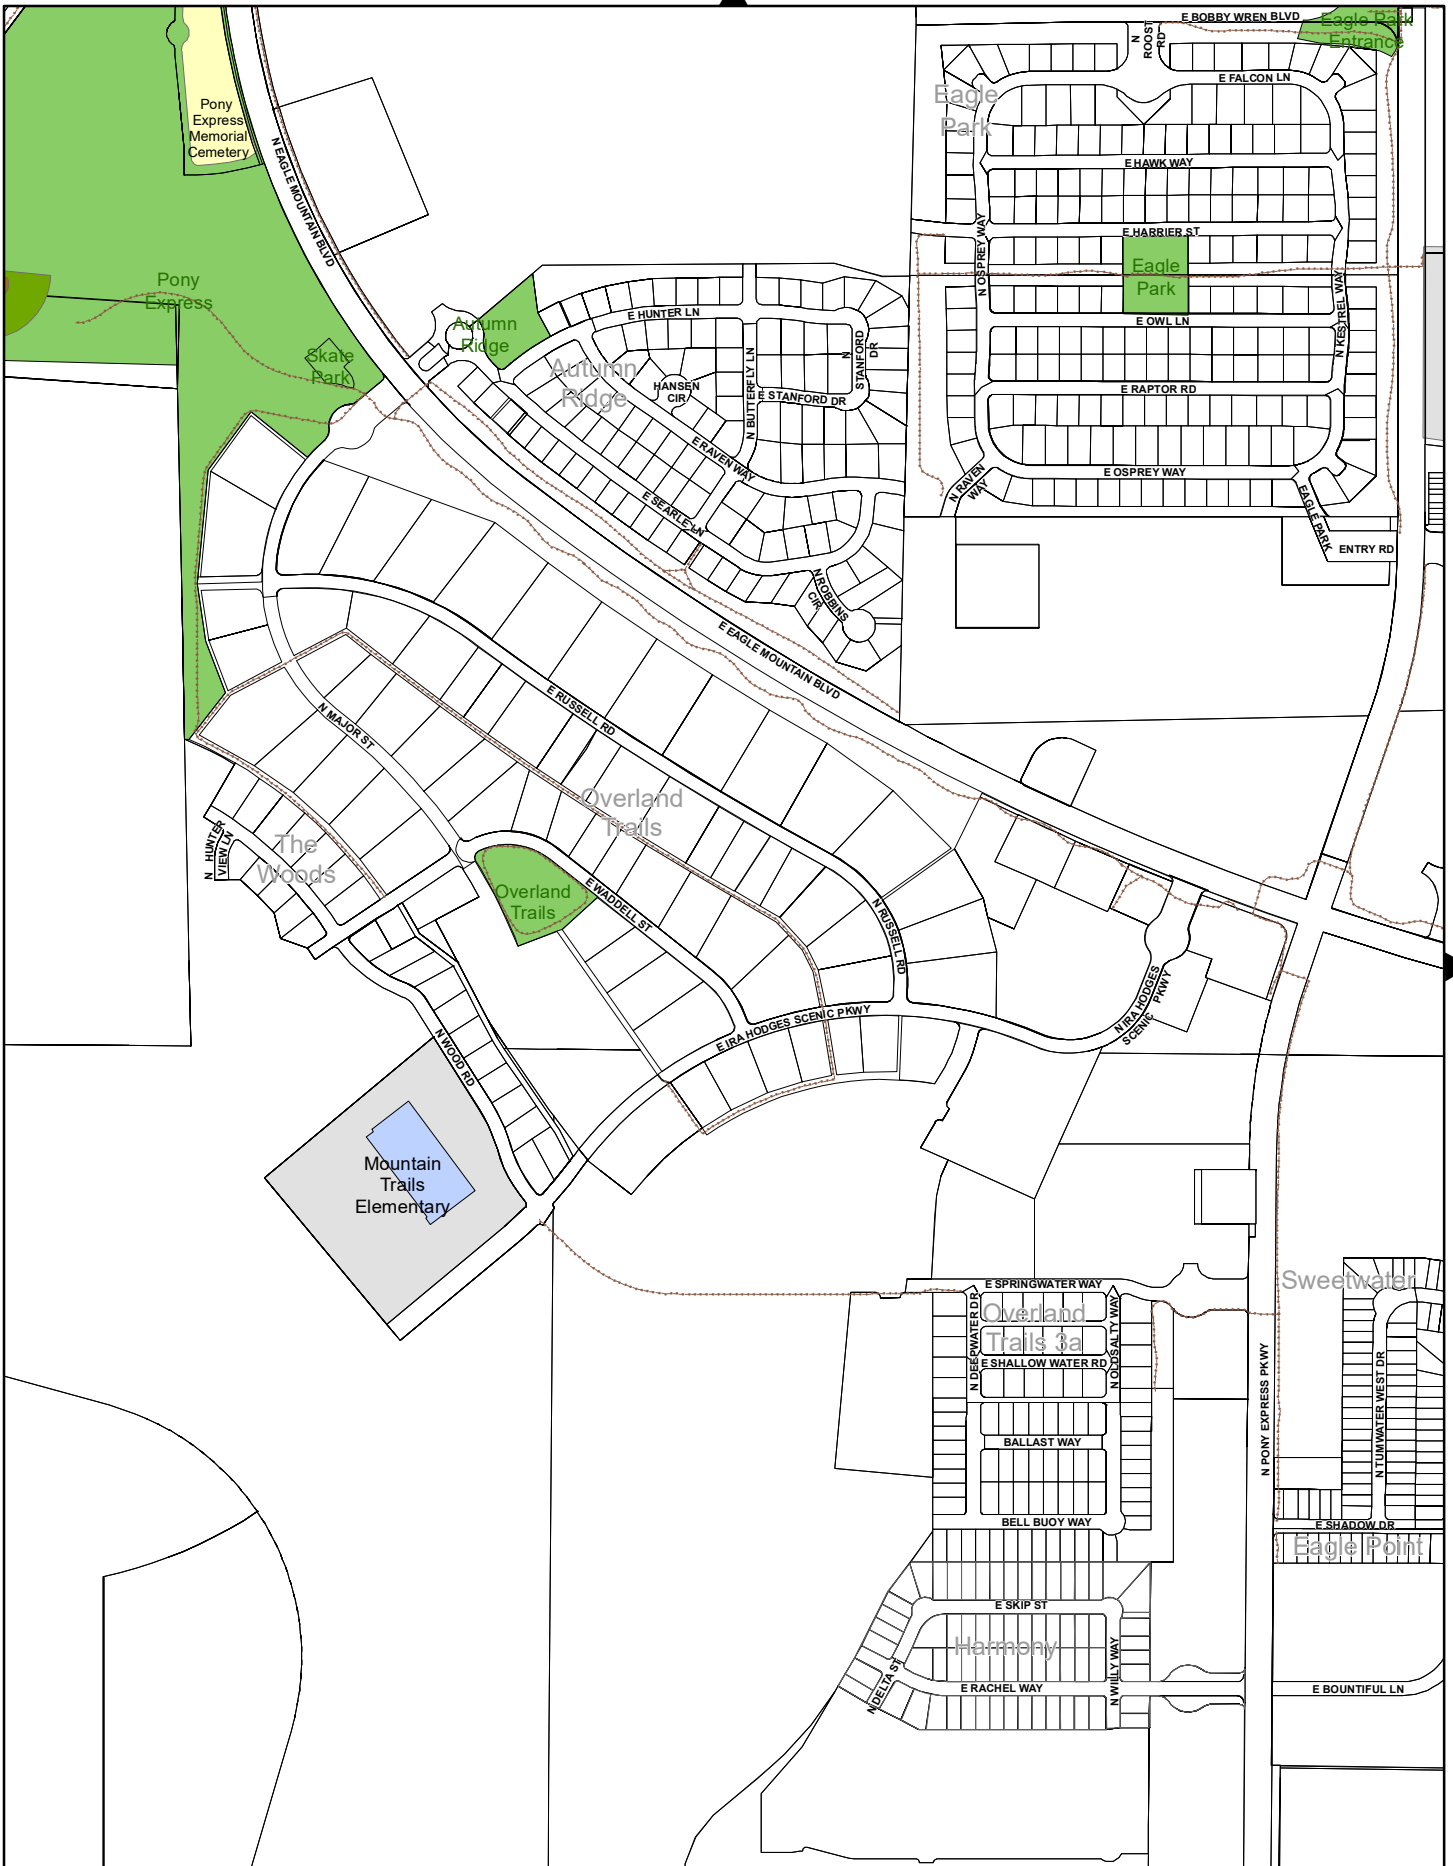 E BOBBY WREN BLVD
Eagle Park
Entrance
N
ROOST
RD
E FALCON LN
Eagle
Park
Pony
Express
Memorial
Cemetery
N EAGLE MOUNTAIN BLVD
E HAWK WAY
N OSPREY WAY
E HARRIER ST
Eagle
Park
E OWL LN
N KESTREL WAY
E RAPTOR RD
E OSPREY WAY
N RAVEN
WAY
EAGLE PARK
ENTRY RD
Pony
Express
Skate
Park
Autumn
Ridge
Autumn
Ridge
E HUNTER LN
HANSEN
CIR
N BUTTERFLY LN
N
STANFORD
DR
E STANFORD DR
E RAVEN WAY
E SEARLE LN
N ROBBINS
CIR
E EAGLE MOUNTAIN BLVD
E RUSSELL RD
N MAJOR ST
Overland
Trails
The
Woods
N HUNTER
VIEW LN
Overland
Trails
E WADDELL ST
N RUSSELL RD
E IRA HODGES SCENIC PKWY
N IRA HODGES
SCENIC
PKWY
N WOOD RD
Mountain
Trails
Elementary
E SPRINGWATER WAY
Overland
Trails 3a
N DEEPWATER DR
N OLDSALTY WAY
E SHALLOW WATER RD
BALLAST WAY
BELL BUOY WAY
N PONY EXPRESS PKWY
Sweetwater
N TUMWATER WEST DR
E SHADOW DR
Eagle Point
E SKIP ST
Harmony
N DELTA ST
E RACHEL WAY
N WILLY WAY
E BOUNTIFUL LN